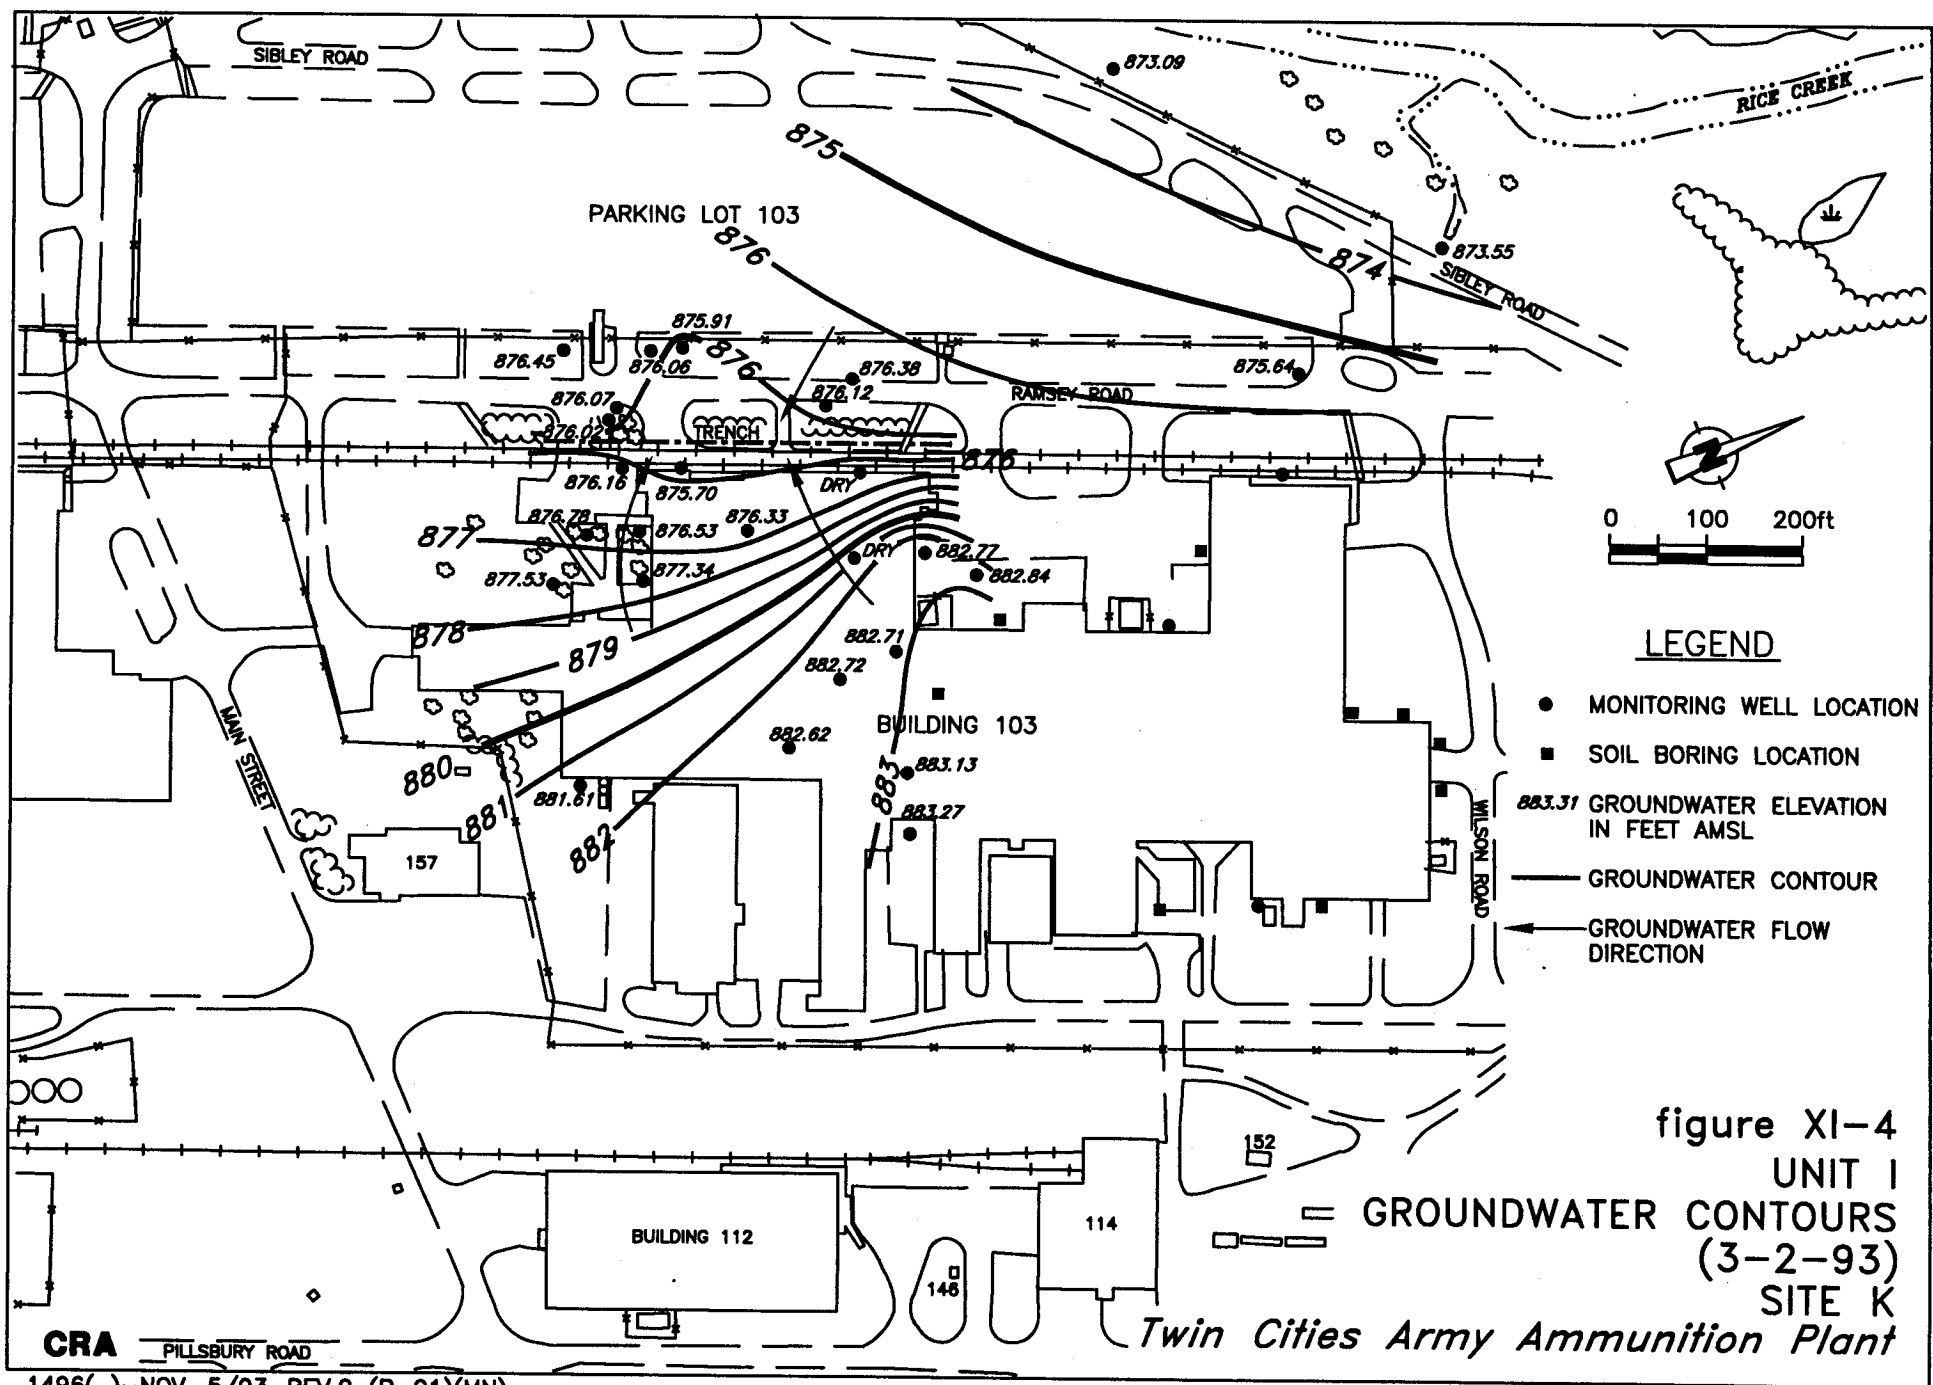 SIBLEY ROAD
873.09
RICE CREEK
875
PARKING LOT 103
876
874
873.55
SIBLEY ROAD
875.91
876.45
876.06
876
876.38
875.64
876.07
876.12
RAMSEY ROAD
876.02
TRENCH
876
876.16
875.70
DRY
N
0 100 200ft
877
876.78
876.53
876.33
DRY
882.77
877.53
877.34
882.84
878
879
882.71
882.72
LEGEND
MONITORING WELL LOCATION
SOIL BORING LOCATION
883.31 GROUNDWATER ELEVATION
IN FEET AMSL
GROUNDWATER CONTOUR
GROUNDWATER FLOW
DIRECTION
MAIN STREET
BUILDING 103
882.62
880
883
883.13
881.61
881
883.27
882
157
WILSON ROAD
152
114
BUILDING 112
146
figure XI-4
UNIT I
GROUNDWATER CONTOURS
(3-2-93)
SITE K
Twin Cities Army Ammunition Plant
CRA
PILLSBURY ROAD